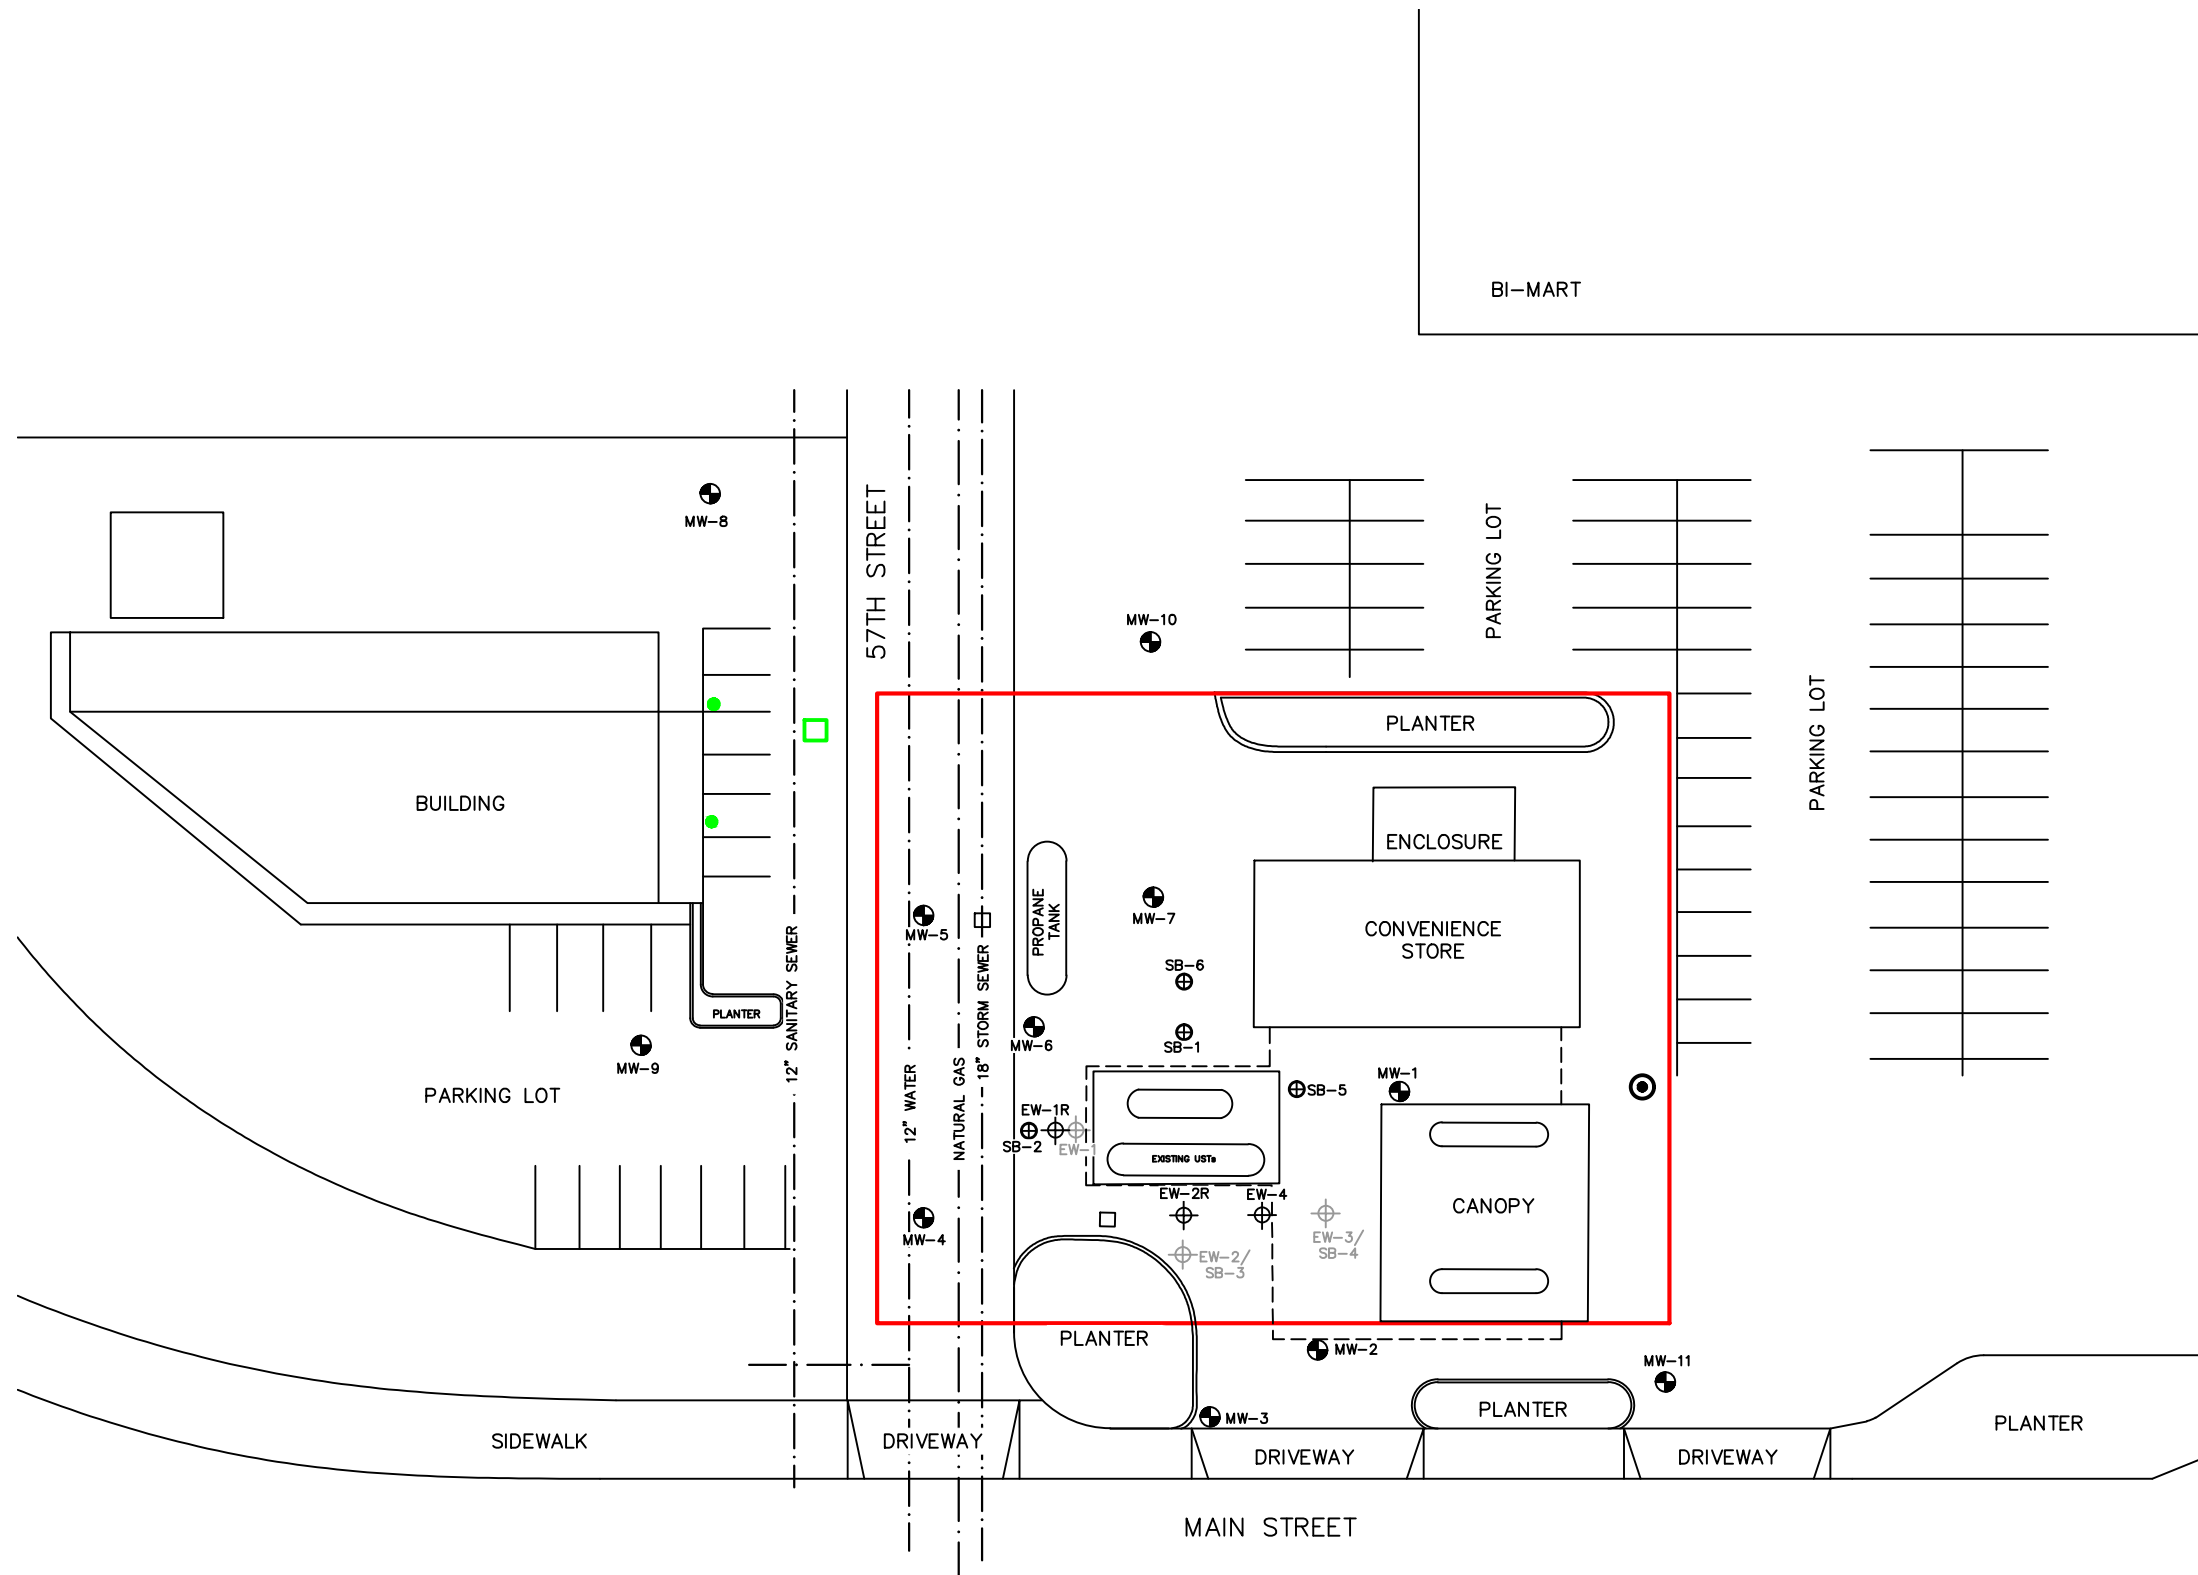 BI-MART
57TH STREET
MW-8
PARKING LOT
MW-10
PARKING LOT
PLANTER
BUILDING
ENCLOSURE
PROPANE
TANK
MW-7
CONVENIENCE
STORE
MW-5
12" SANITARY SEWER
18" STORM SEWER
SB-6
PLANTER
MW-6
SB-1
MW-9
12" WATER
NATURAL GAS
MW-1
SB-5
PARKING LOT
EW-1R
SB-2
EW-1
EXISTING USTs
EW-2R
EW-4
CANOPY
MW-4
EW-3/
SB-4
EW-2/
SB-3
PLANTER
MW-2
MW-11
PLANTER
MW-3
PLANTER
SIDEWALK
DRIVEWAY
DRIVEWAY
DRIVEWAY
MAIN STREET